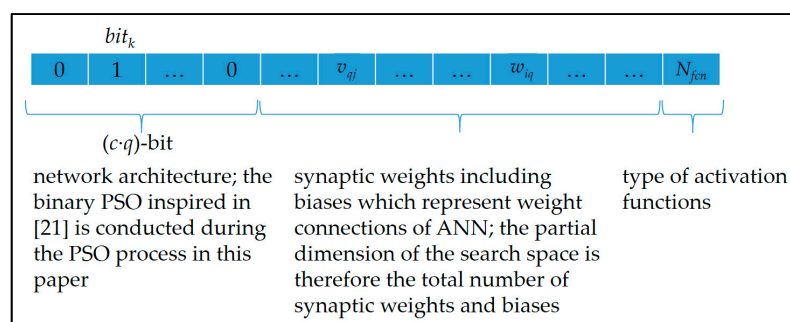 bit_k
0 1 … 0 … v_qj … … w_iq … … N_fcn
(c·q)-bit
network architecture; the synaptic weights including type of activation
binary PSO inspired in biases which represent weight functions
[21] is conducted during connections of ANN; the partial
the PSO process in this dimension of the search space is
paper therefore the total number of
synaptic weights and biases